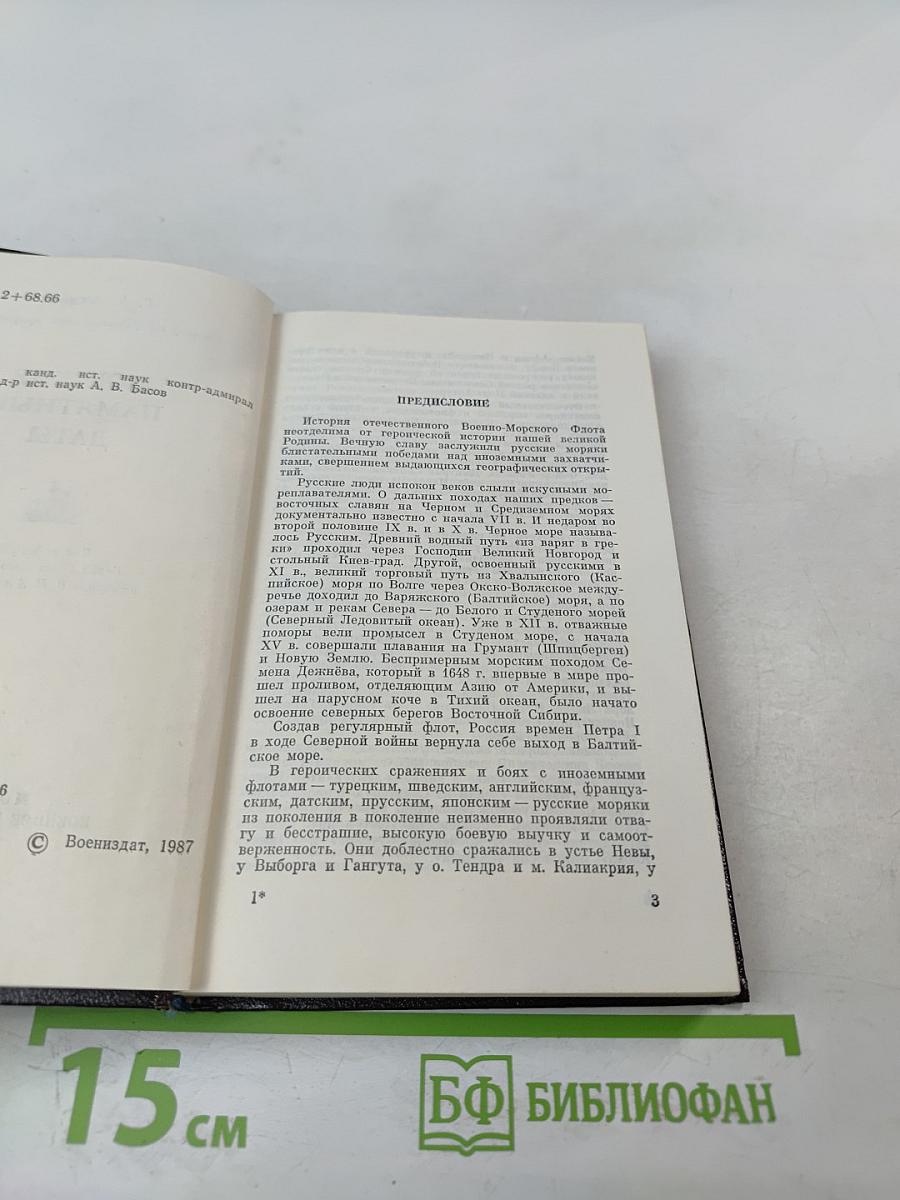 2+68.66
канд. ист. наук контр-адмирал
д-р ист. наук А. В. Басов
6
© Воениздат, 1987
ПРЕДИСЛОВИЕ
История отечественного Военно-Морского Флота
неотделима от героической истории нашей великой
Родины. Вечную славу заслужили русские моряки
блистательными победами над иноземными захватчи-
ками, свершением выдающихся географических откры-
тий.
Русские люди испокон веков слыли искусными мо-
реплавателями. О дальних походах наших предков —
восточных славян на Черном и Средиземном морях
документально известно с начала VII в. И недаром во
второй половине IX в. и в X в. Черное море называ-
лось Русским. Древний водный путь «из варяг в гре-
ки» проходил через Господин Великий Новгород и
стольный Киев-град. Другой, освоенный русскими в
XI в., великий торговый путь из Хвалынского (Кас-
пийское) моря по Волге через Окско-Волжское между-
речье доходил до Варяжского (Балтийское) моря, а по
озерам и рекам Севера — до Белого и Студеного морей
(Северный Ледовитый океан). Уже в XII в. отважные
поморы вели промысел в Студеном море, с начала
XV в. совершали плавания на Грумант (Шпицберген)
и Новую Землю. Беспримерным морским походом Се-
мена Дежнёва, который в 1648 г. впервые в мире про-
шел проливом, отделяющим Азию от Америки, и вы-
шел на парусном коче в Тихий океан, было начато
освоение северных берегов Восточной Сибири.
Создав регулярный флот, Россия времен Петра I
в ходе Северной войны вернула себе выход в Балтий-
ское море.
В героических сражениях и боях с иноземными
флотами — турецким, шведским, английским, француз-
ским, датским, прусским, японским — русские моряки
из поколения в поколение неизменно проявляли отва-
гу и бесстрашие, высокую боевую выучку и самоот-
верженность. Они доблестно сражались в устье Невы,
у Выборга и Гангута, у о. Тендра и м. Калиакрия, у
1*
3
15 см
БФ БИБЛИОФАН